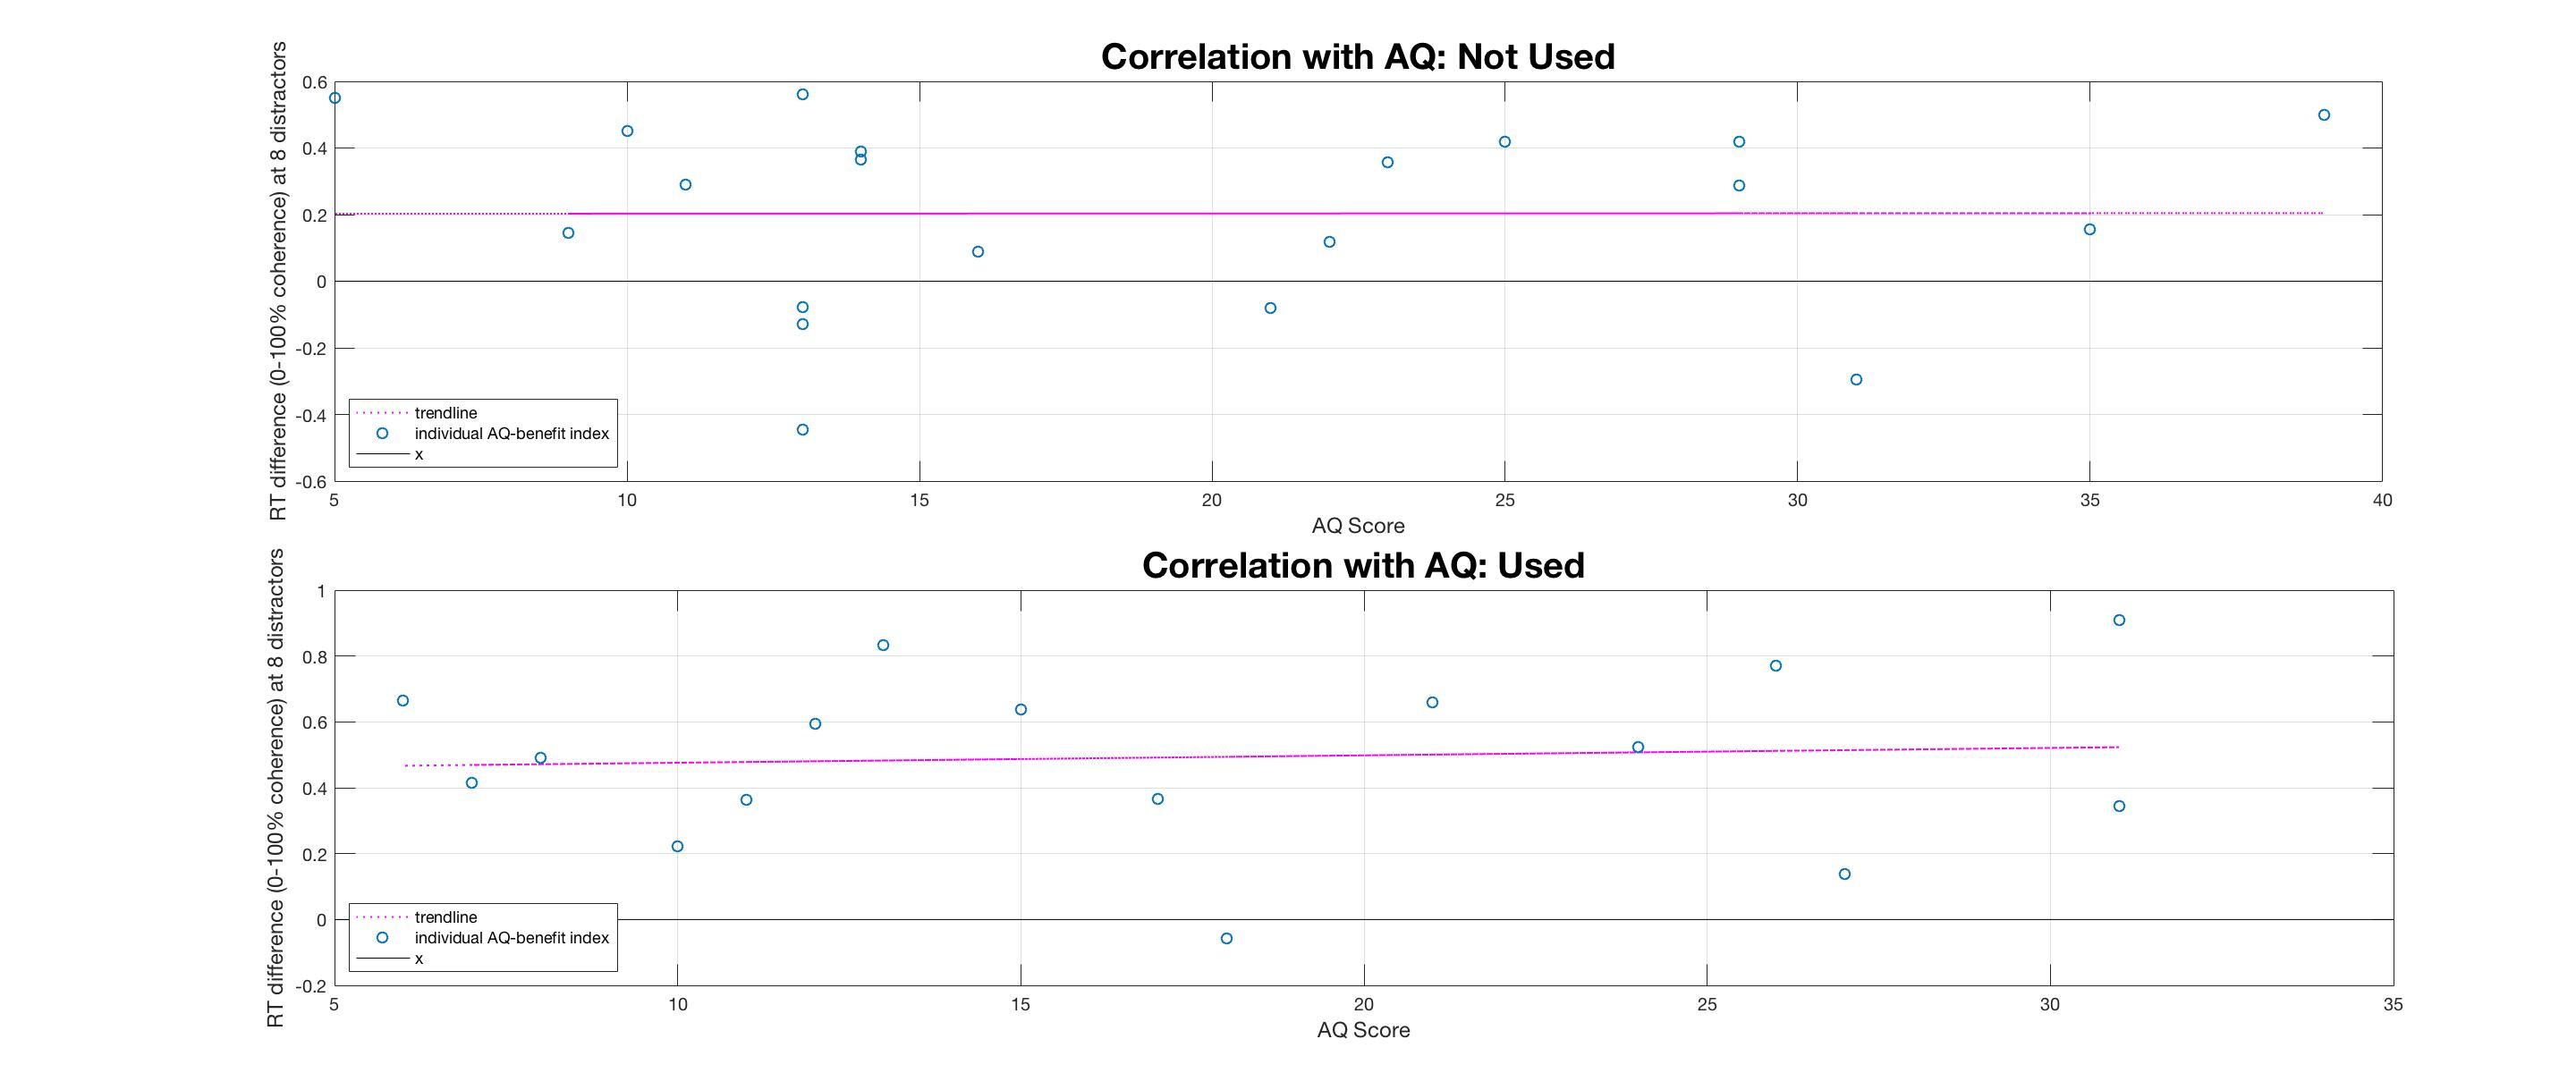 Correlation with AQ: Not Used
RT difference (0-100% coherence) at 8 distractors
0.6
0.4
0.2
0
-0.2
-0.4
-0.6
trendline
individual AQ-benefit index
x
5 10 15 20 25 30 35 40
AQ Score
Correlation with AQ: Used
RT difference (0-100% coherence) at 8 distractors
1
0.8
0.6
0.4
0.2
0
-0.2
trendline
individual AQ-benefit index
x
5 10 15 20 25 30 35
AQ Score